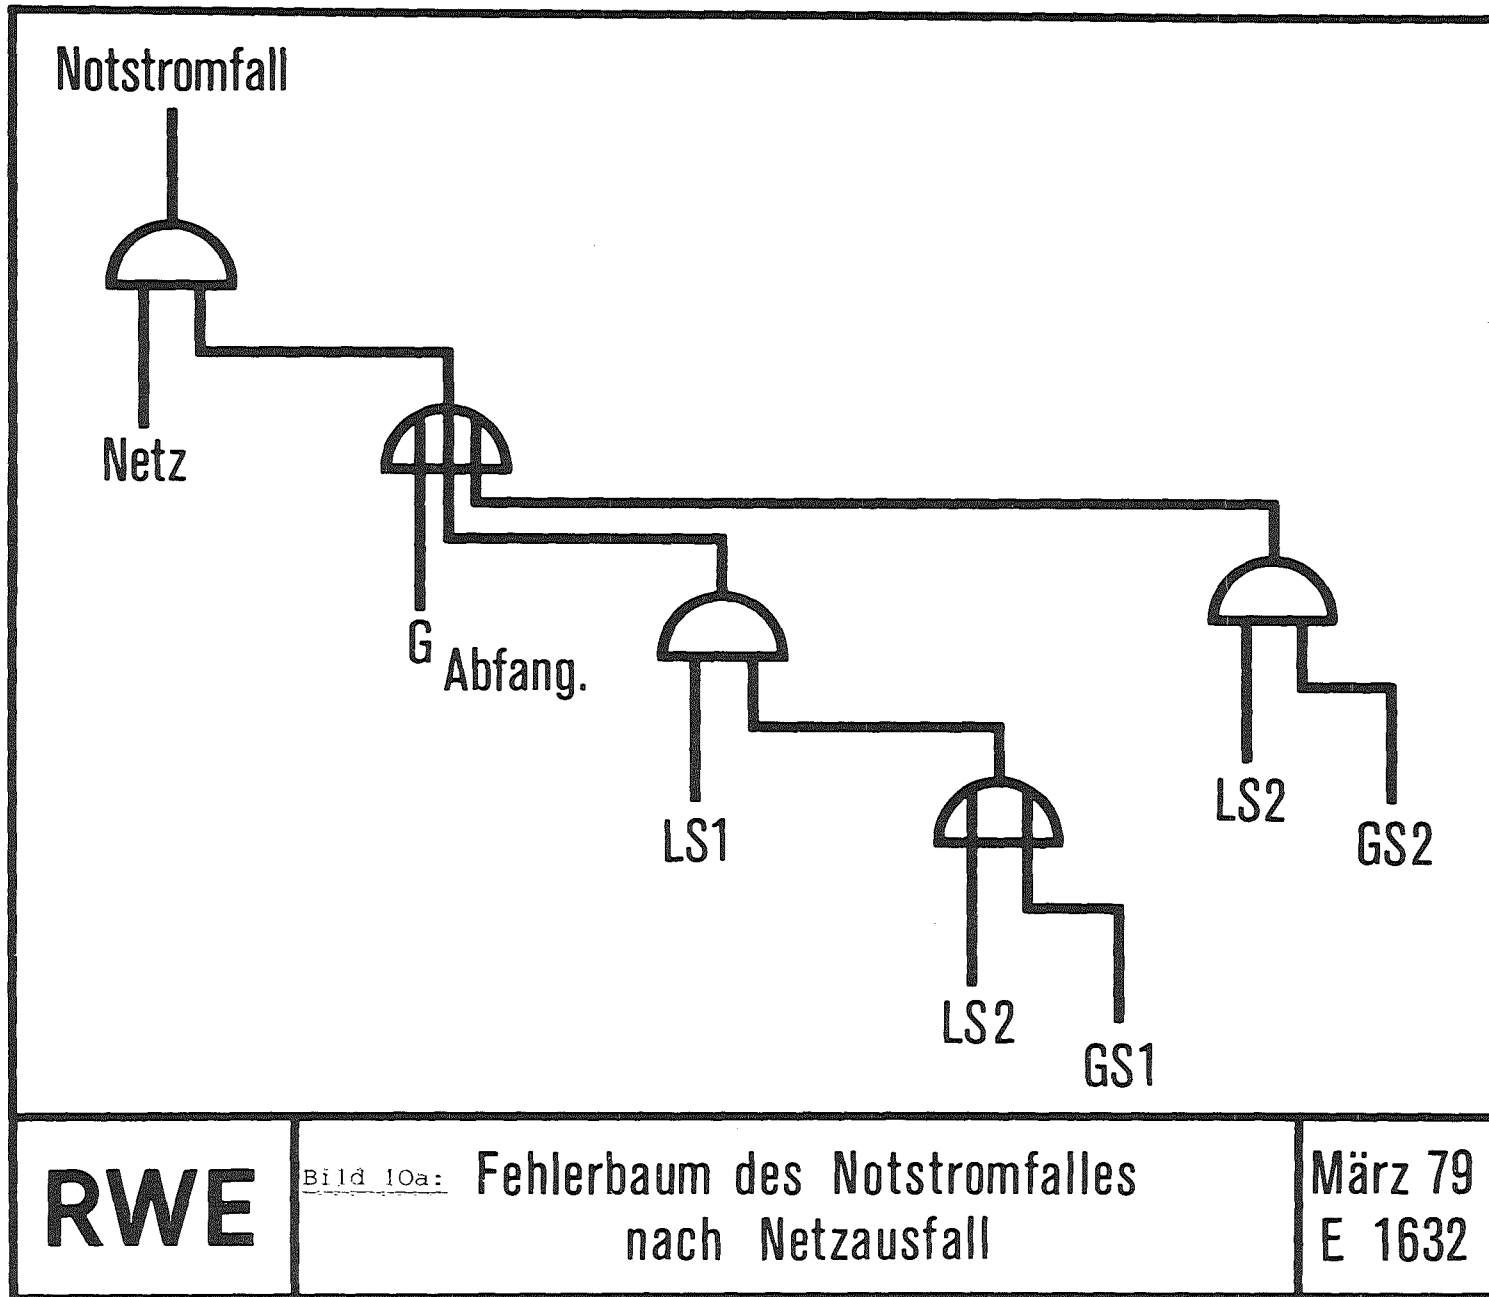 Notstromfall
Netz
G Abfang.
LS1
LS2
GS2
LS2
GS1
RWE
Bild 10a: Fehlerbaum des Notstromfalles
nach Netzausfall
März 79
E 1632